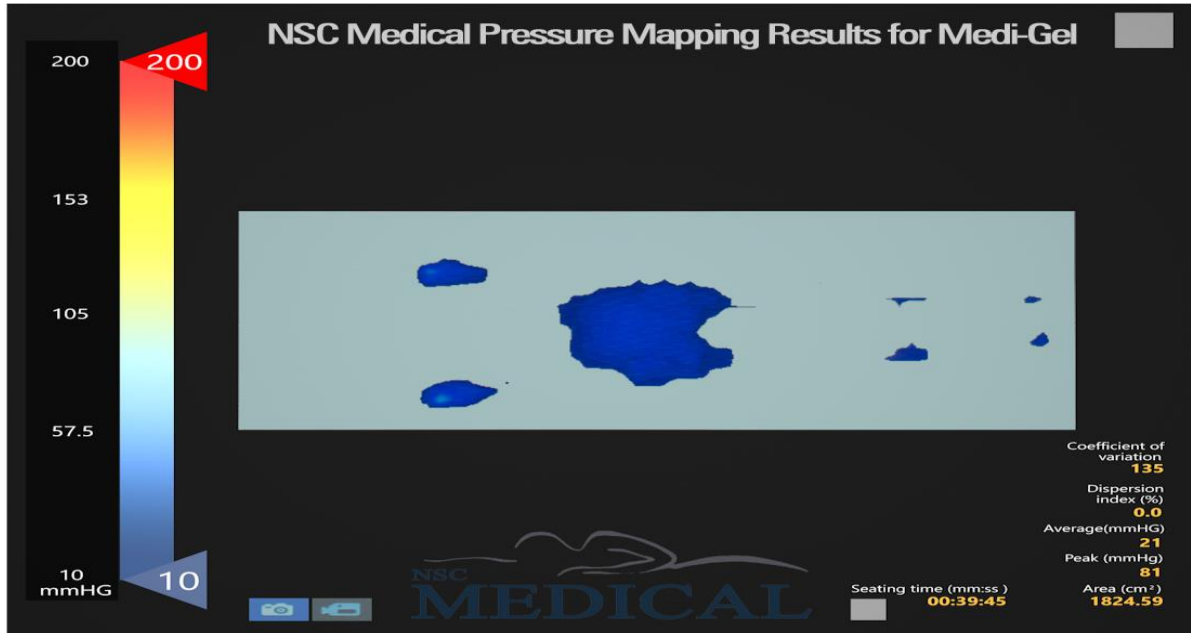 NSC Medical Pressure Mapping Results for Medi-Gel
200
200
153
105
57.5
10
10
mmHG
Coefficient of
variation
135
Dispersion
index (%)
0.0
Average(mmHG)
21
Peak (mmHg)
81
Seating time (mm:ss )
00:39:45
Area (cm²)
1824.59
NSC
MEDICAL